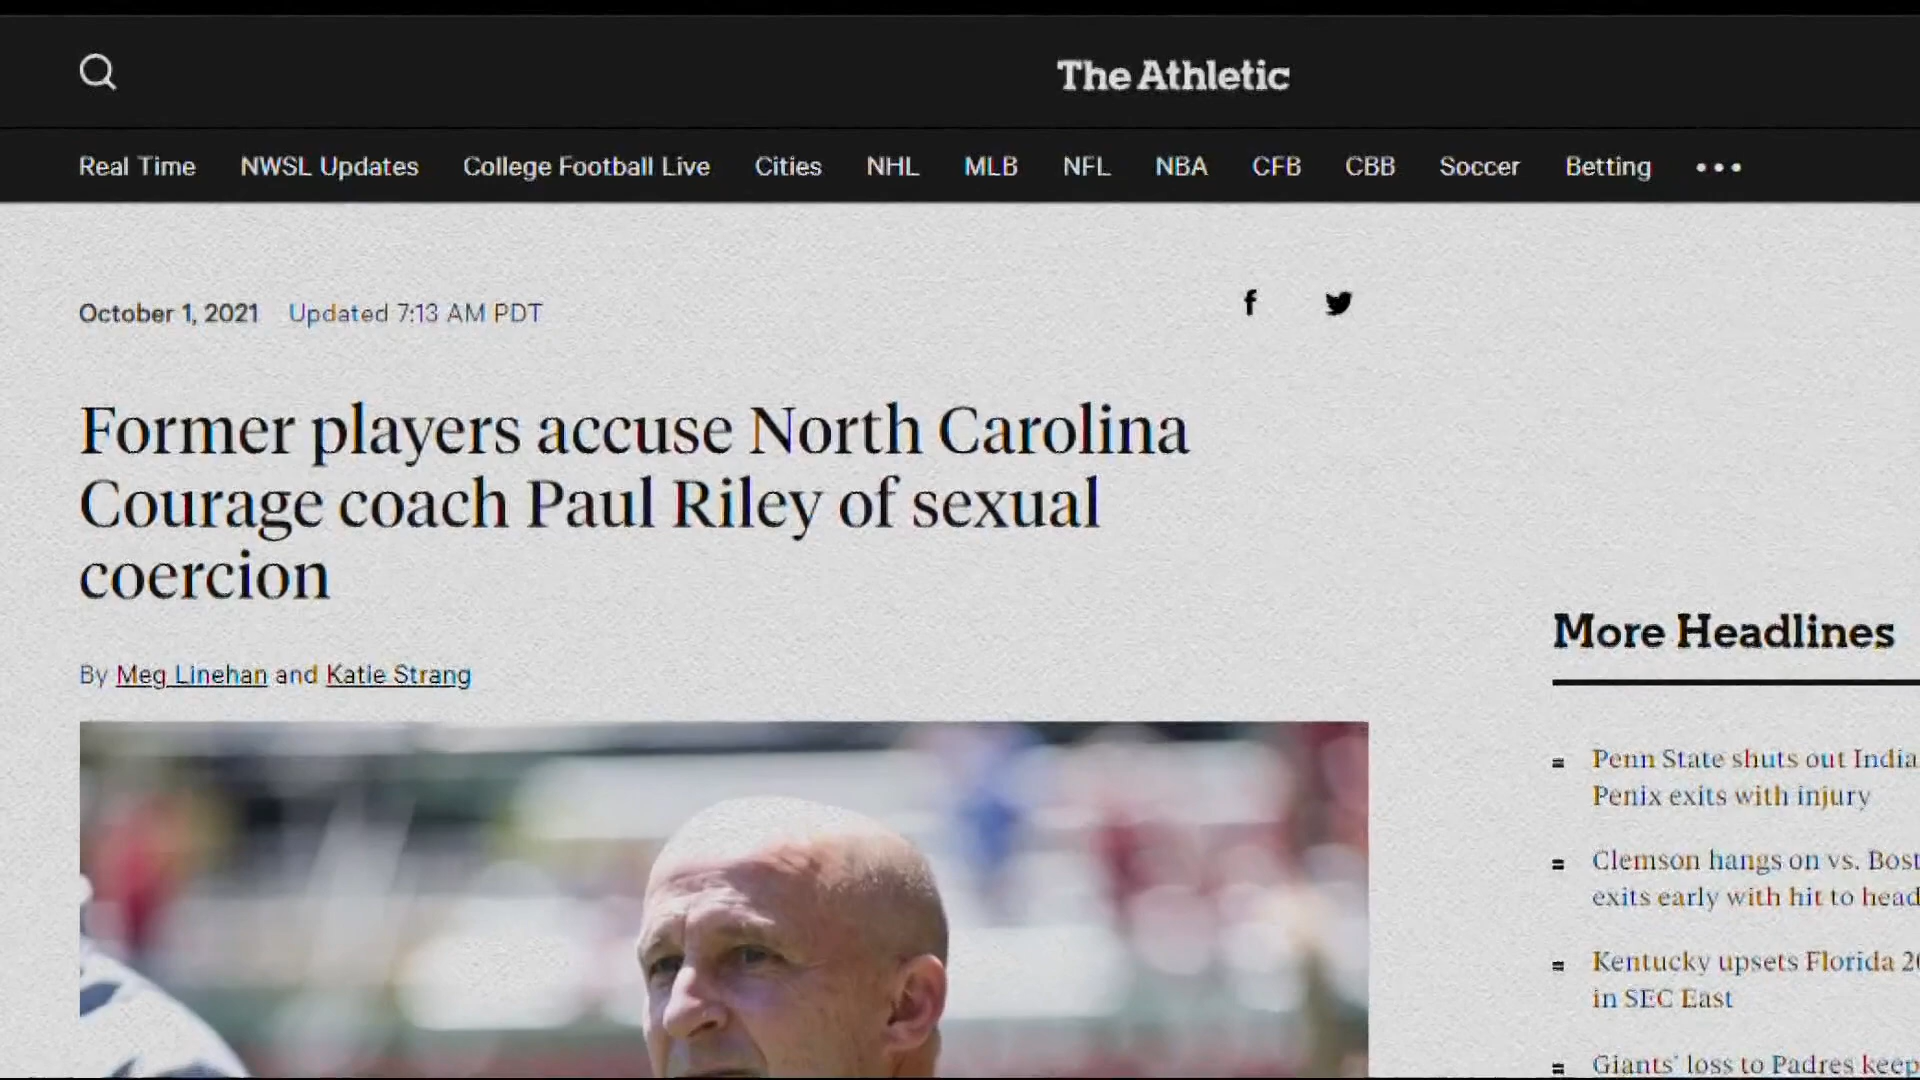 The Athletic
Real Time NWSL Updates College Football Live Cities NHL MLB NFL NBA CFB CBB Soccer Betting
October 1, 2021 Updated 7:13 AM PDT
Former players accuse North Carolina
Courage coach Paul Riley of sexual
coercion
By Meg Linehan and Katie Strang
More Headlines
Penn State shuts out India
Penix exits with injury
Clemson hangs on vs. Bost
exits early with hit to head
Kentucky upsets Florida 20
in SEC East
Giants' loss to Padres keep